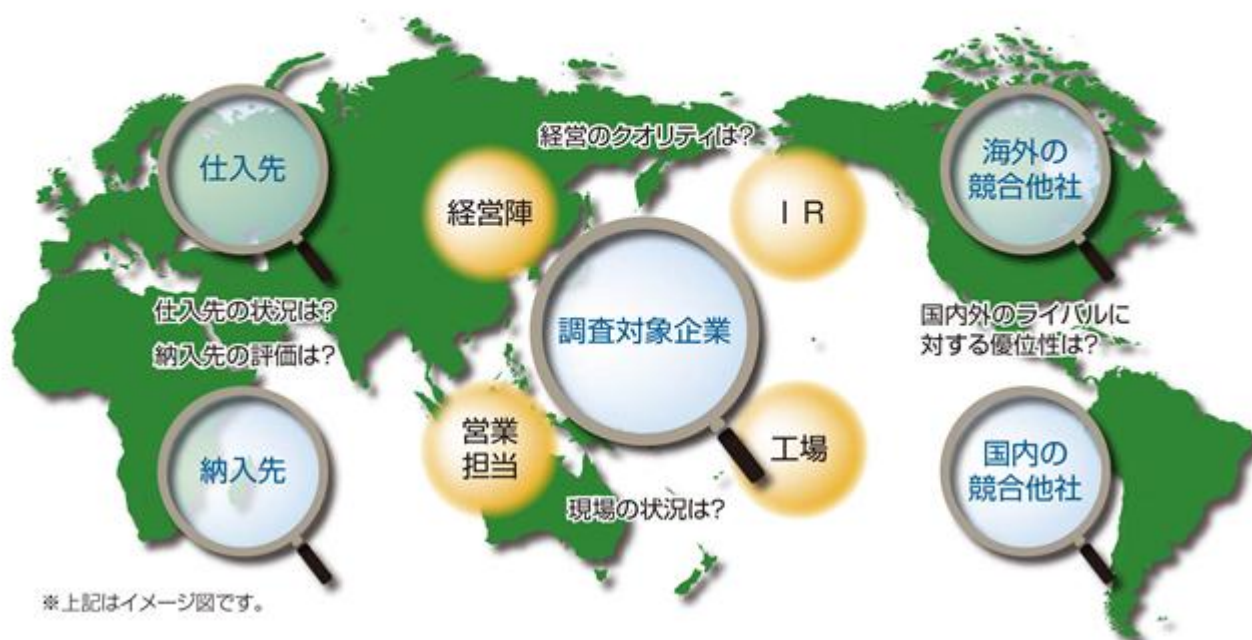 経営のクオリティは?
仕入先
経営陣
I R
海外の
競合他社
調査対象企業
仕入先の状況は?
納入先の評価は?
国内外のライバルに
対する優位性は?
納入先
営業
担当
工場
国内の
競合他社
現場の状況は?
※上記はイメージ図です。